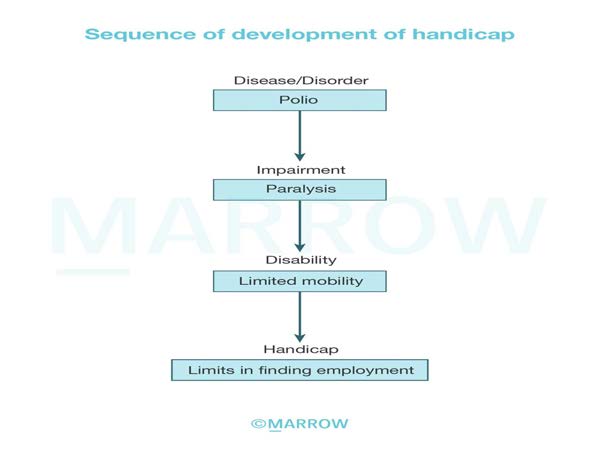 Sequence of development of handicap
Disease/Disorder
Polio
Impairment
Paralysis
MARROW
Disability
Limited mobility
Handicap
Limits in finding employment
©MARROW